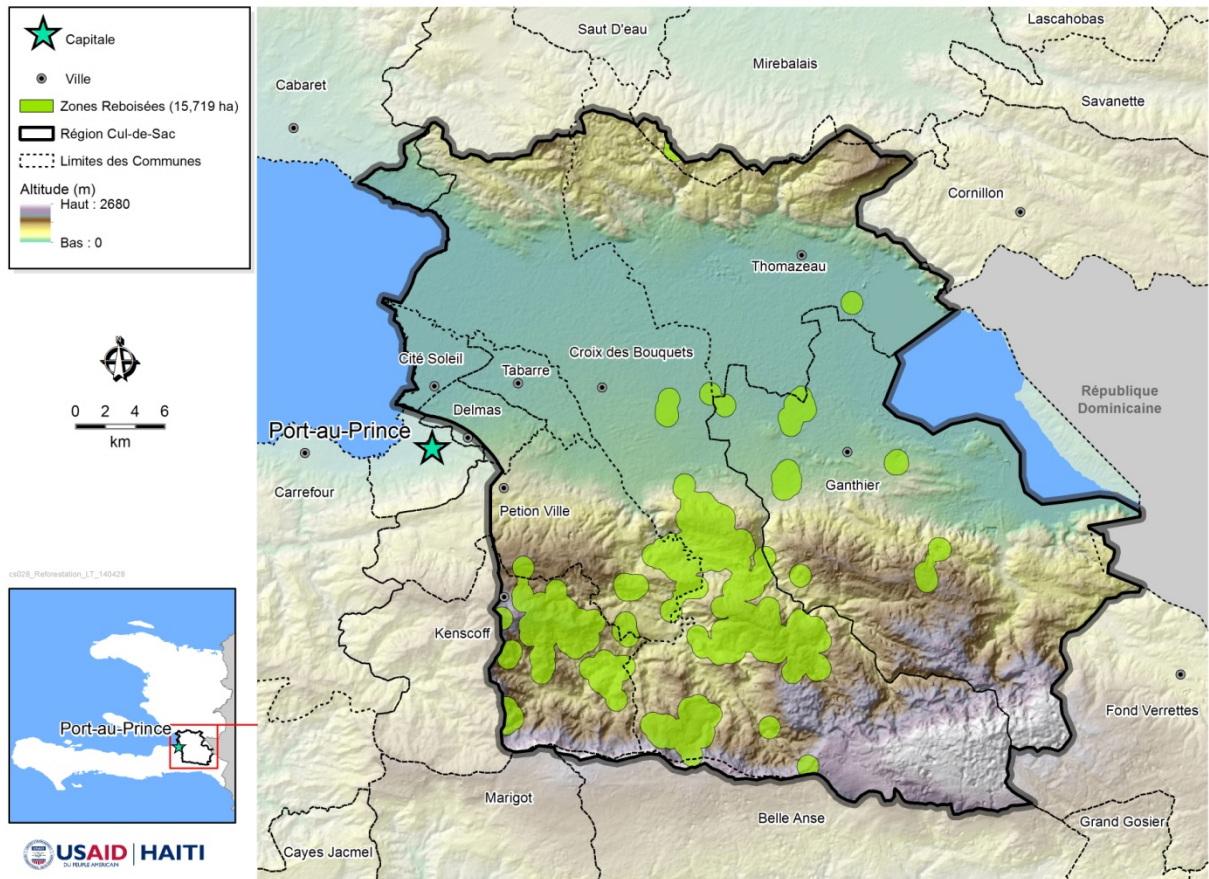 Capitale
Ville
Zones Reboisées (15,719 ha)
Région Cul-de-Sac
Limites des Communes
Altitude (m)
Haut : 2680
Bas : 0
0 2 4 6
km
cs028_Reforestation_LT_140428
Port-au-Prince
USAID HAITI
DU PEUPLE AMÉRICAIN
Lascahobas
Saut D'eau
Mirebalais
Cabaret
Savanette
Cornillon
Thomazeau
Cité Soleil
Tabarre
Croix des Bouquets
République
Dominicaine
Delmas
Port-au-Prince
Carrefour
Ganthier
Petion Ville
Kenscoff
Fond Verrettes
Marigot
Belle Anse
Grand Gosier
Cayes Jacmel